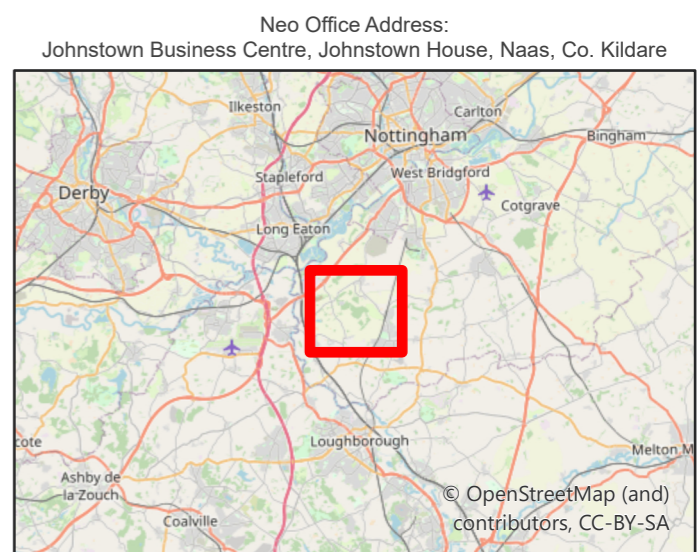 Neo Office Address:
Johnstown Business Centre, Johnstown House, Naas, Co. Kildare
Ilkeston
Carlton
Nottingham
Bingham
Stapleford
West Bridgford
Derby
Cotgrave
Long Eaton
Loughborough
cote
Melton M
Ashby de
la-Zouch
Coalville
© OpenStreetMap (and)
contributors, CC-BY-SA